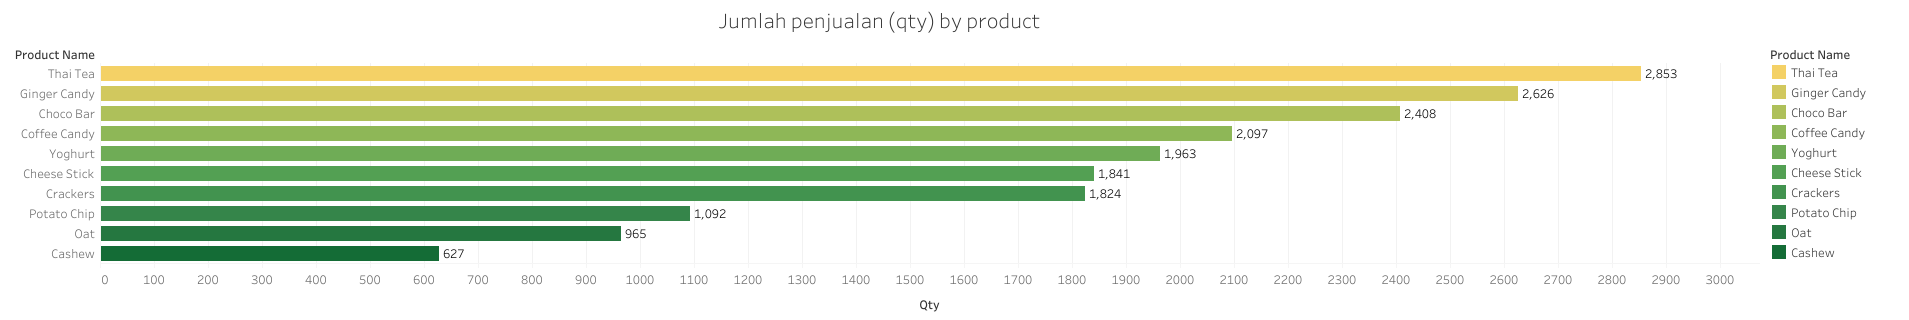 Jumlah penjualan (qty) by product
Product Name
Thai Tea 2,853
Ginger Candy 2,626
Choco Bar 2,408
Coffee Candy 2,097
Yoghurt 1,963
Cheese Stick 1,841
Crackers 1,824
Potato Chip 1,092
Oat 965
Cashew 627
0 100 200 300 400 500 600 700 800 900 1000 1100 1200 1300 1400 1500 1600 1700 1800 1900 2000 2100 2200 2300 2400 2500 2600 2700 2800 2900 3000
Qty
Product Name
Thai Tea
Ginger Candy
Choco Bar
Coffee Candy
Yoghurt
Cheese Stick
Crackers
Potato Chip
Oat
Cashew